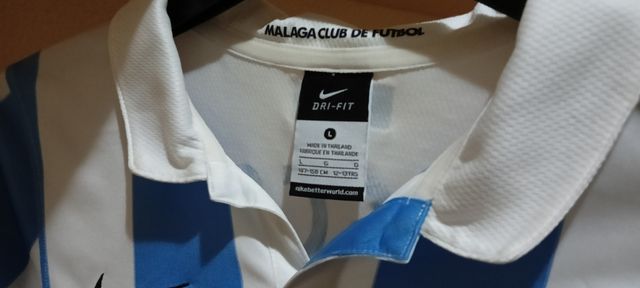 MALAGA CLUB DE FUTBOL
DRI-FIT
L
MADE IN THAILAND
FABRIQUE EN THAILANDE
L G G
147-158 CM 12-13YRS
nikebetterworld.com